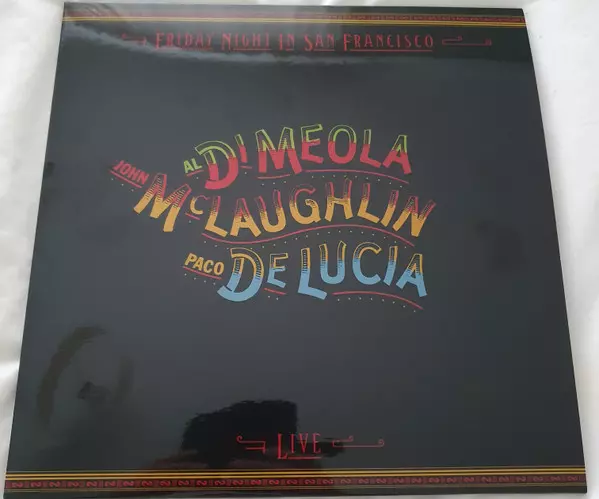 FRIDAY NIGHT IN SAN FRANCISCO
AL DI MEOLA
JOHN McLAUGHLIN
PACO DE LUCIA
LIVE